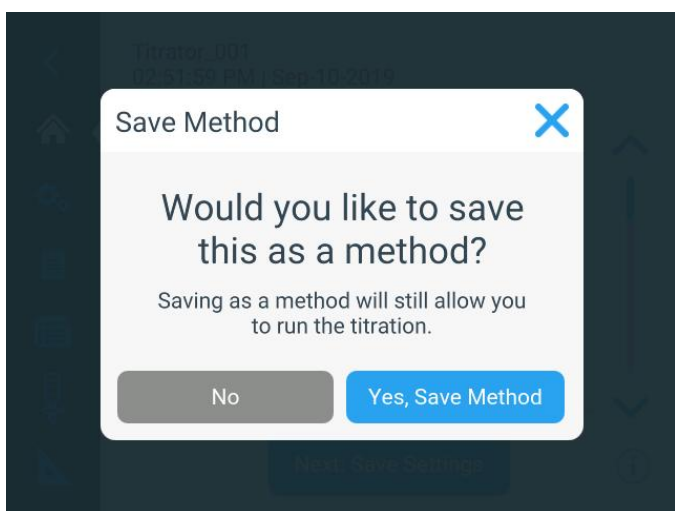 Titrator_001
02:51:59 PM | Sep-10-2019
Save Method
Would you like to save
this as a method?
Saving as a method will still allow you
to run the titration.
No
Yes, Save Method
Next: Save Settings